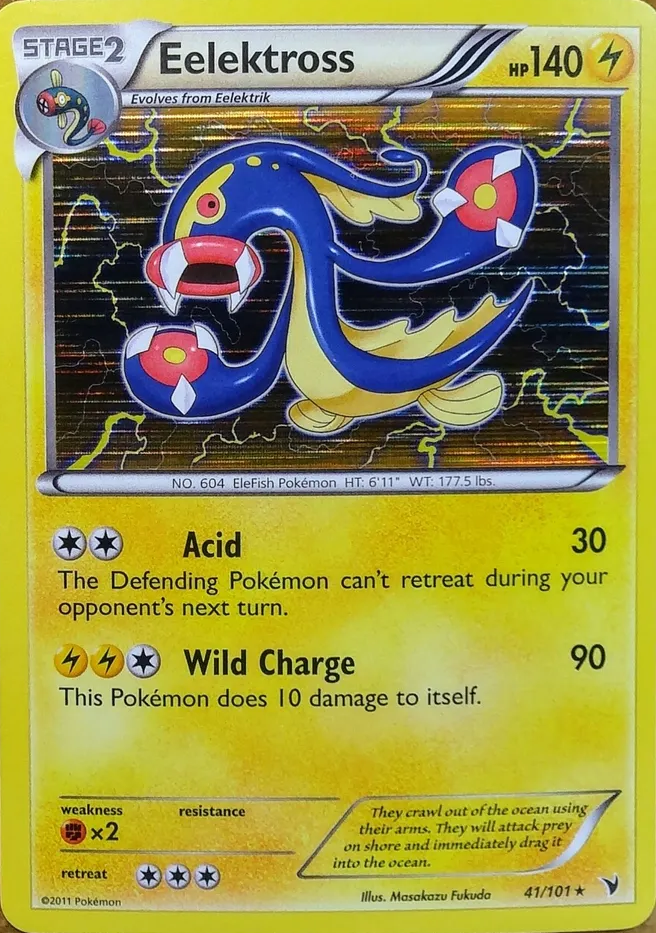 STAGE2
Eelektross
HP140
Evolves from Eelektrik
NO. 604 EleFish Pokémon HT: 6'11" WT: 177.5 lbs.
Acid 30
The Defending Pokémon can't retreat during your
opponent's next turn.
Wild Charge 90
This Pokémon does 10 damage to itself.
weakness resistance
×2
They crawl out of the ocean using
their arms. They will attack prey
on shore and immediately drag it
into the ocean.
retreat
©2011 Pokémon
Illus. Masakazu Fukuda
41/101